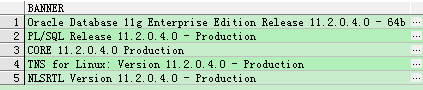 BANNER
1 Oracle Database 11g Enterprise Edition Release 11.2.0.4.0 - 64b ...
2 PL/SQL Release 11.2.0.4.0 - Production ...
3 CORE 11.2.0.4.0 Production ...
4 TNS for Linux: Version 11.2.0.4.0 - Production ...
5 NLSRTL Version 11.2.0.4.0 - Production ...